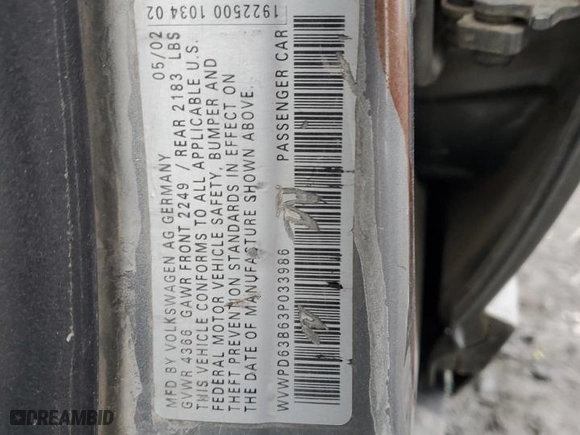 1922500 1034 02
MFD BY VOLKSWAGEN AG GERMANY 05/02
GVWR 4366 GAWR FRONT 2249 / REAR 2183 LBS
THIS VEHICLE CONFORMS TO ALL APPLICABLE U.S.
FEDERAL MOTOR VEHICLE SAFETY, BUMPER AND
THEFT PREVENTION STANDARDS IN EFFECT ON
THE DATE OF MANUFACTURE SHOWN ABOVE.
WVWPD63B63P033986 PASSENGER CAR
DREAMBID